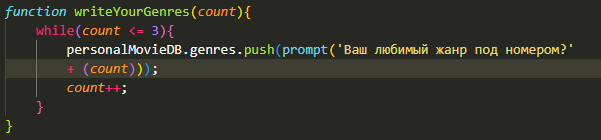 function writeYourGenres(count){
while(count <= 3){
personalMovieDB.genres.push(prompt('Ваш любимый жанр под номером?'
+ (count)));
count++;
}
}